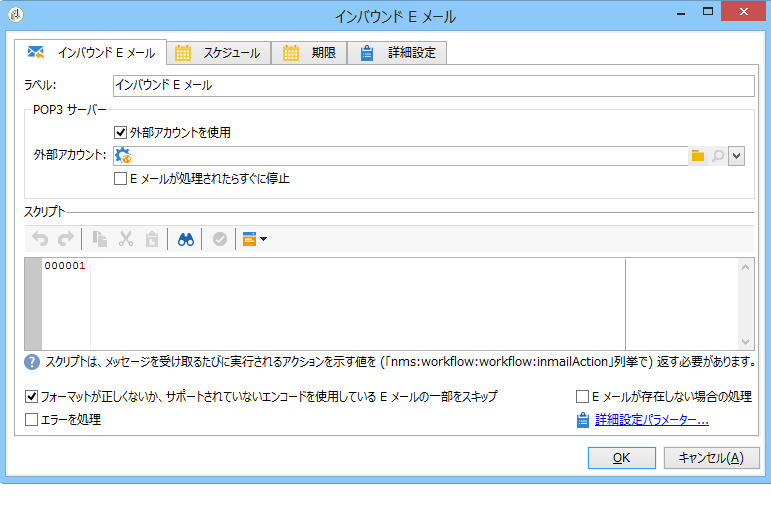 インバウンド E メール
インバウンド E メール スケジュール 期限 詳細設定
ラベル: インバウンド E メール
POP3 サーバー
外部アカウントを使用
外部アカウント:
E メールが処理されたらすぐに停止
スクリプト
000001
スクリプトは、メッセージを受け取るたびに実行されるアクションを示す値を (「nms:workflow:workflow:inmailAction」列挙で) 返す必要があります。
フォーマットが正しくないか、サポートされていないエンコードを使用している E メールの一部をスキップ E メールが存在しない場合の処理
エラーを処理 詳細設定パラメーター...
OK キャンセル(A)